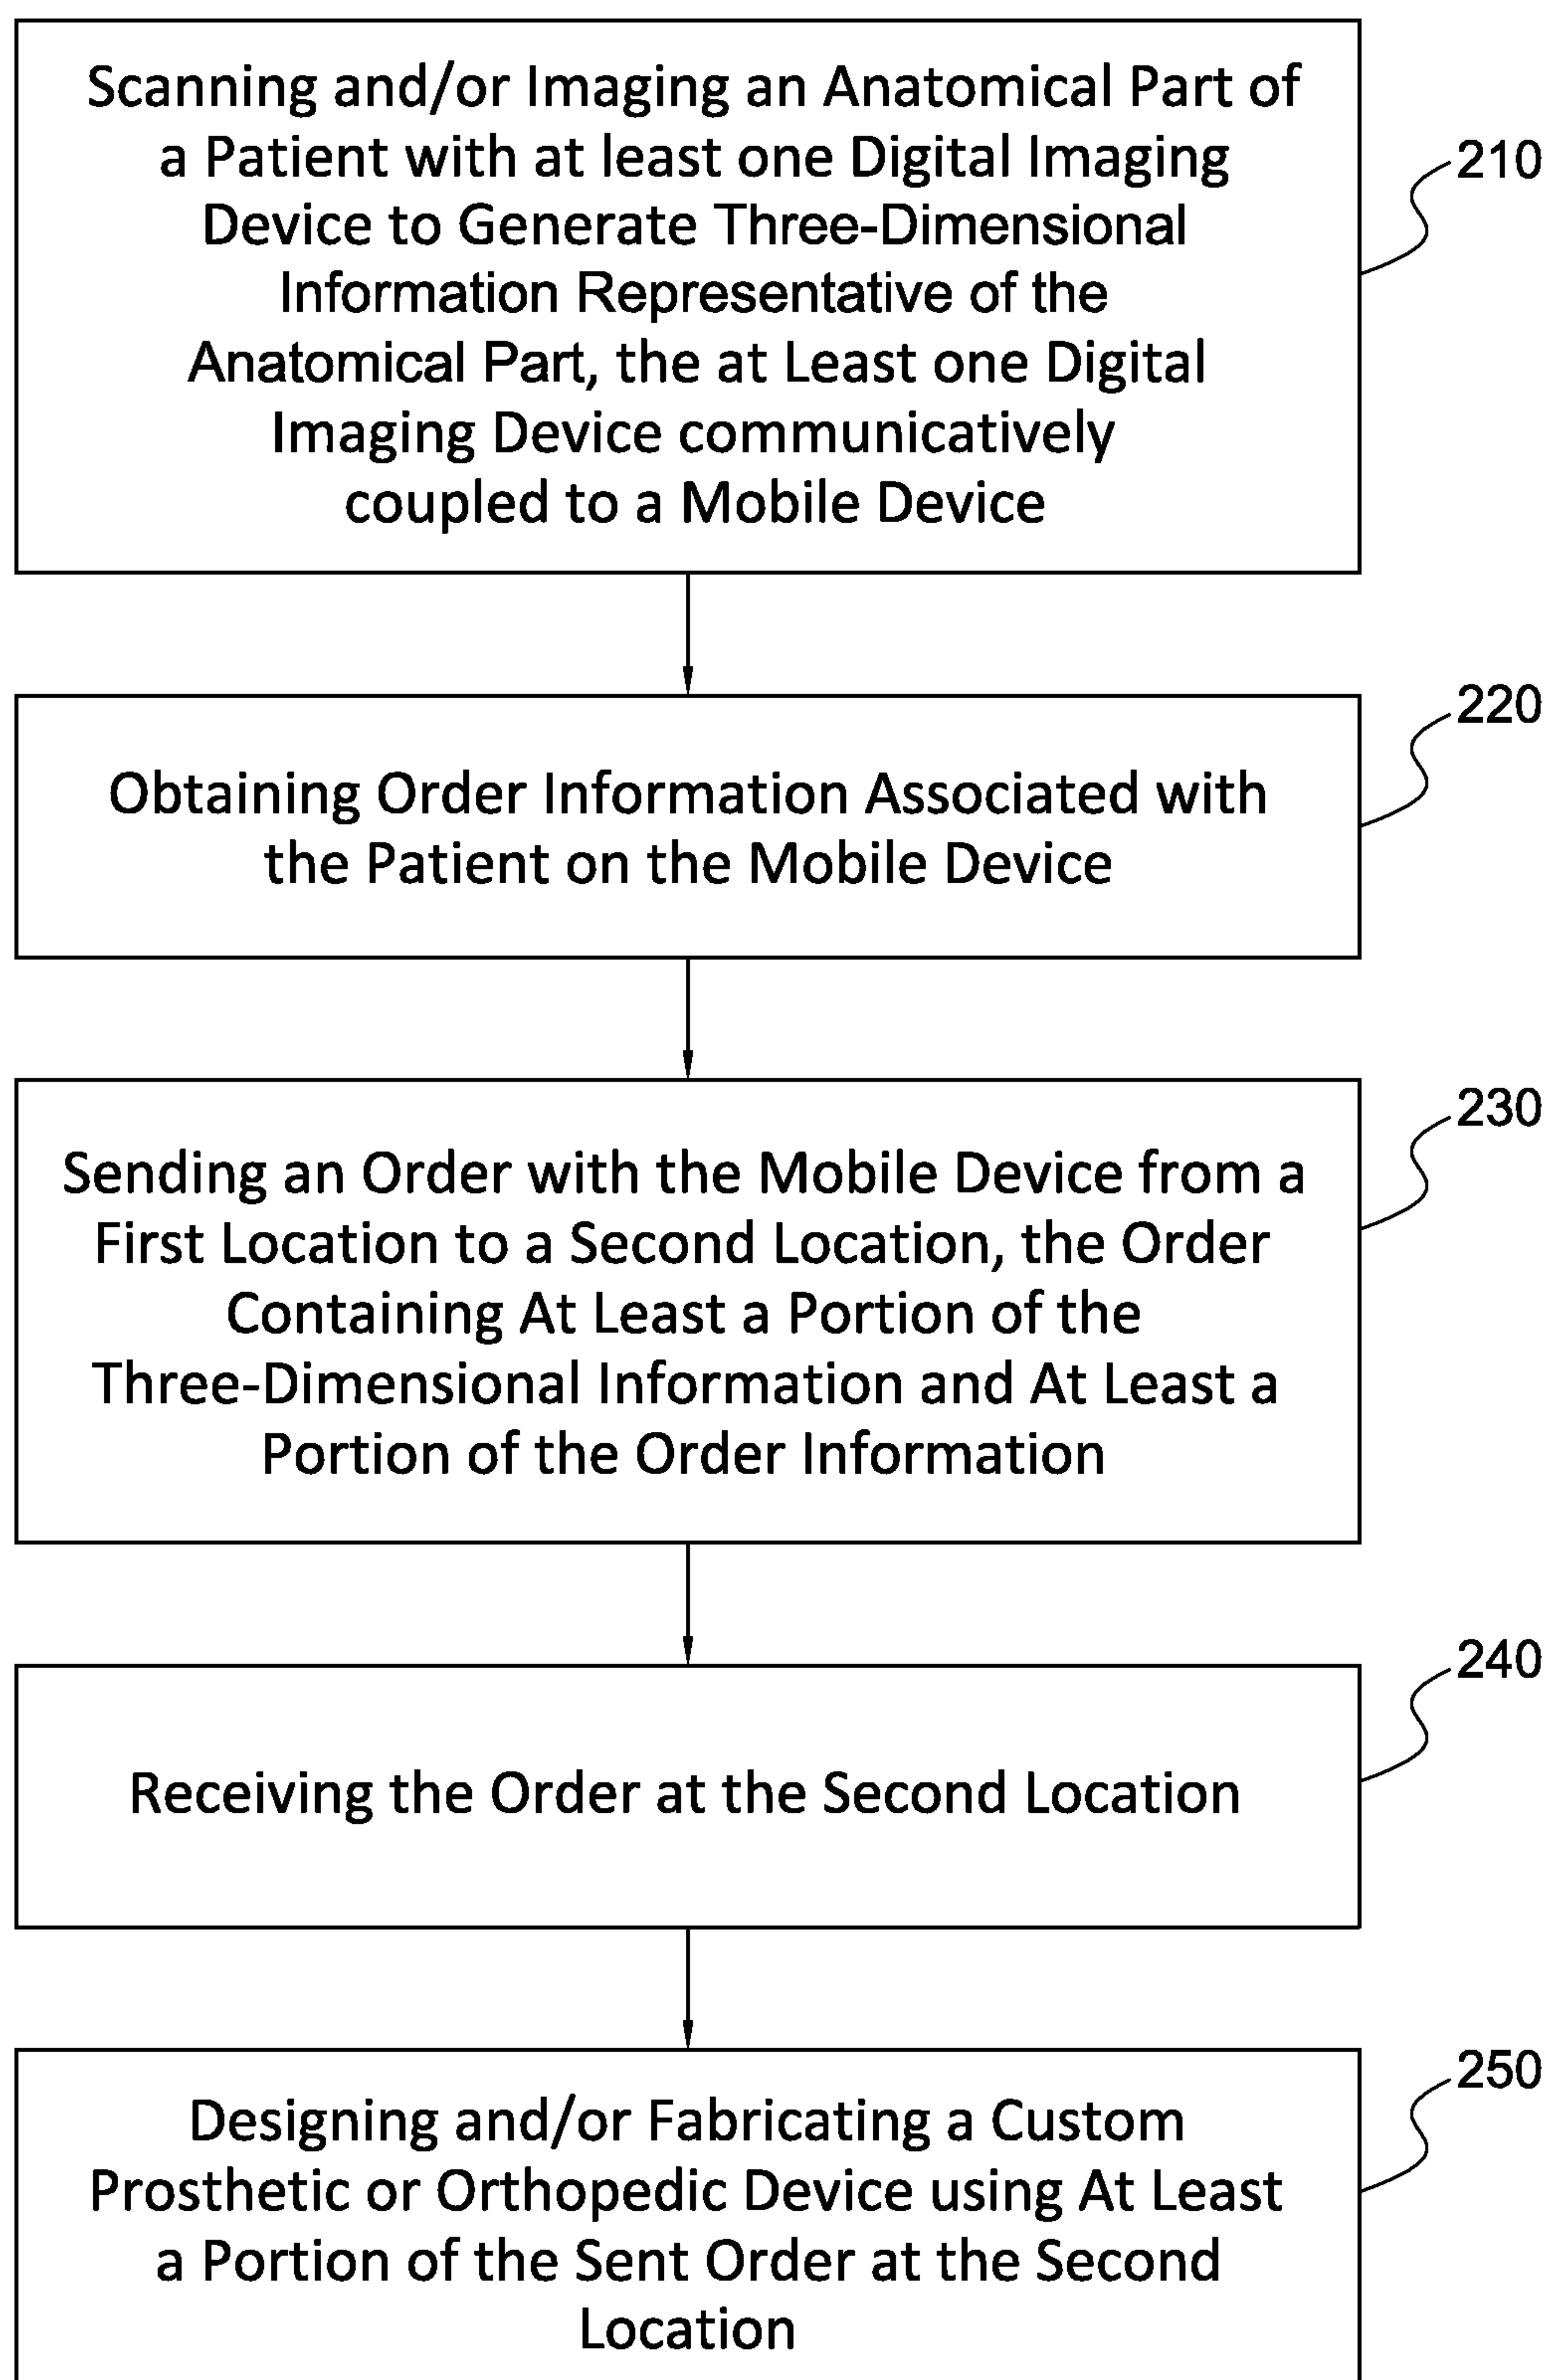 Scanning and/or Imaging an Anatomical Part of
a Patient with at least one Digital Imaging
Device to Generate Three-Dimensional
Information Representative of the
Anatomical Part, the at Least one Digital
Imaging Device communicatively
coupled to a Mobile Device
210
Obtaining Order Information Associated with
the Patient on the Mobile Device
220
Sending an Order with the Mobile Device from a
First Location to a Second Location, the Order
Containing At Least a Portion of the
Three-Dimensional Information and At Least a
Portion of the Order Information
230
Receiving the Order at the Second Location
240
Designing and/or Fabricating a Custom
Prosthetic or Orthopedic Device using At Least
a Portion of the Sent Order at the Second
Location
250